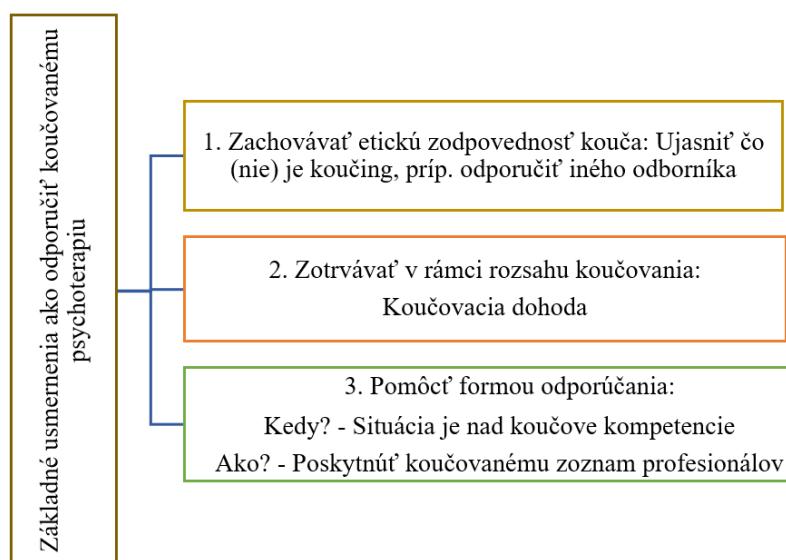 Základné usmernenia ako odporučiť koučovanému
psychoterapiu
1. Zachovávať etickú zodpovednosť kouča: Ujasniť čo
(nie) je koučing, príp. odporučiť iného odborníka
2. Zotrvávať v rámci rozsahu koučovania:
Koučovacia dohoda
3. Pomôcť formou odporúčania:
Kedy? - Situácia je nad koučove kompetencie
Ako? - Poskytnúť koučovanému zoznam profesionálov